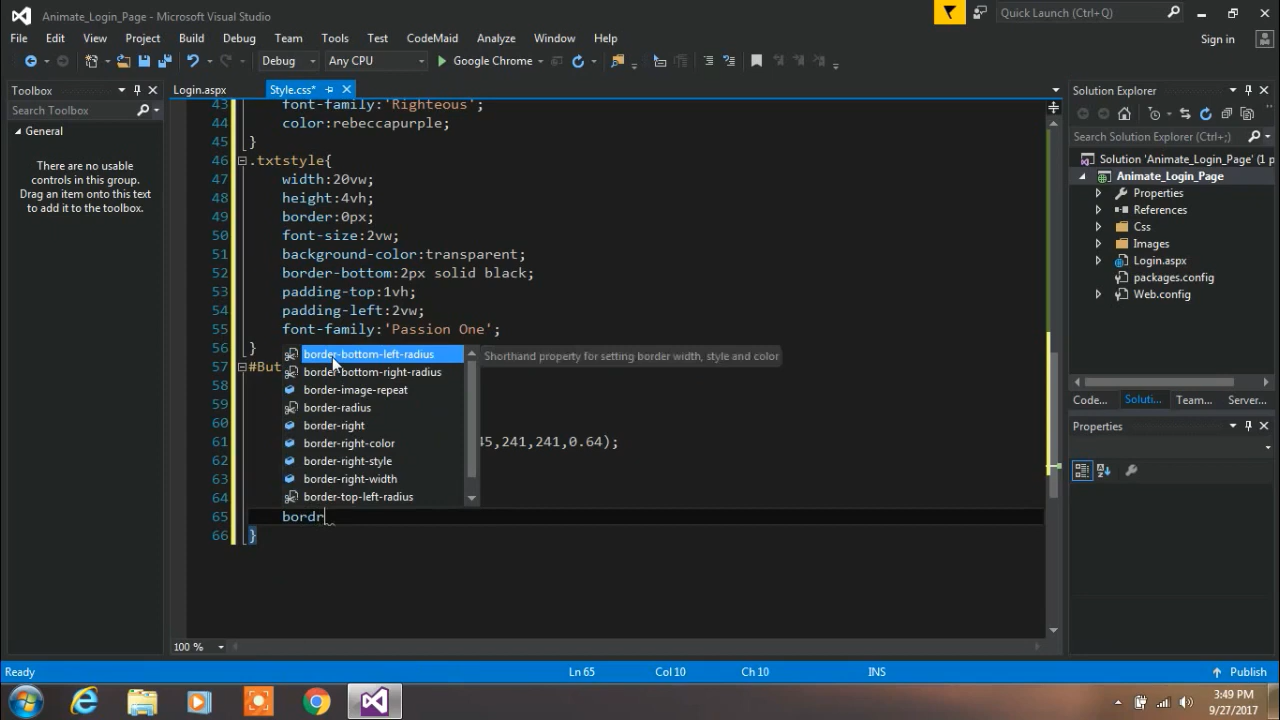 Animate_Login_Page - Microsoft Visual Studio
Quick Launch (Ctrl+Q)
File Edit View Project Build Debug Team Tools Test CodeMaid Analyze Window Help
Sign in
Debug Any CPU Google Chrome
Toolbox
Search Toolbox
General
There are no usable
controls in this group.
Drag an item onto this text
to add it to the toolbox.
Login.aspx Style.css*
43 font-family:'Righteous';
44 color:rebeccapurple;
45 }
46 .txtstyle{
47 width:20vw;
48 height:4vh;
49 border:0px;
50 font-size:2vw;
51 background-color:transparent;
52 border-bottom:2px solid black;
53 padding-top:1vh;
54 padding-left:2vw;
55 font-family:'Passion One';
56 }
57 #But
58
59
60
61 45,241,241,0.64);
64
65 bordr
66 }
border-bottom-left-radius
border-bottom-right-radius
border-image-repeat
border-radius
border-right
border-right-color
border-right-style
border-right-width
border-top-left-radius
Shorthand property for setting border width, style and color
100 %
Solution Explorer
Search Solution Explorer (Ctrl+;)
Solution 'Animate_Login_Page' (1 p
Animate_Login_Page
Properties
References
Css
Images
Login.aspx
packages.config
Web.config
Code... Soluti... Team... Server...
Properties
Ready Ln 65 Col 10 Ch 10 INS Publish
3:49 PM
9/27/2017